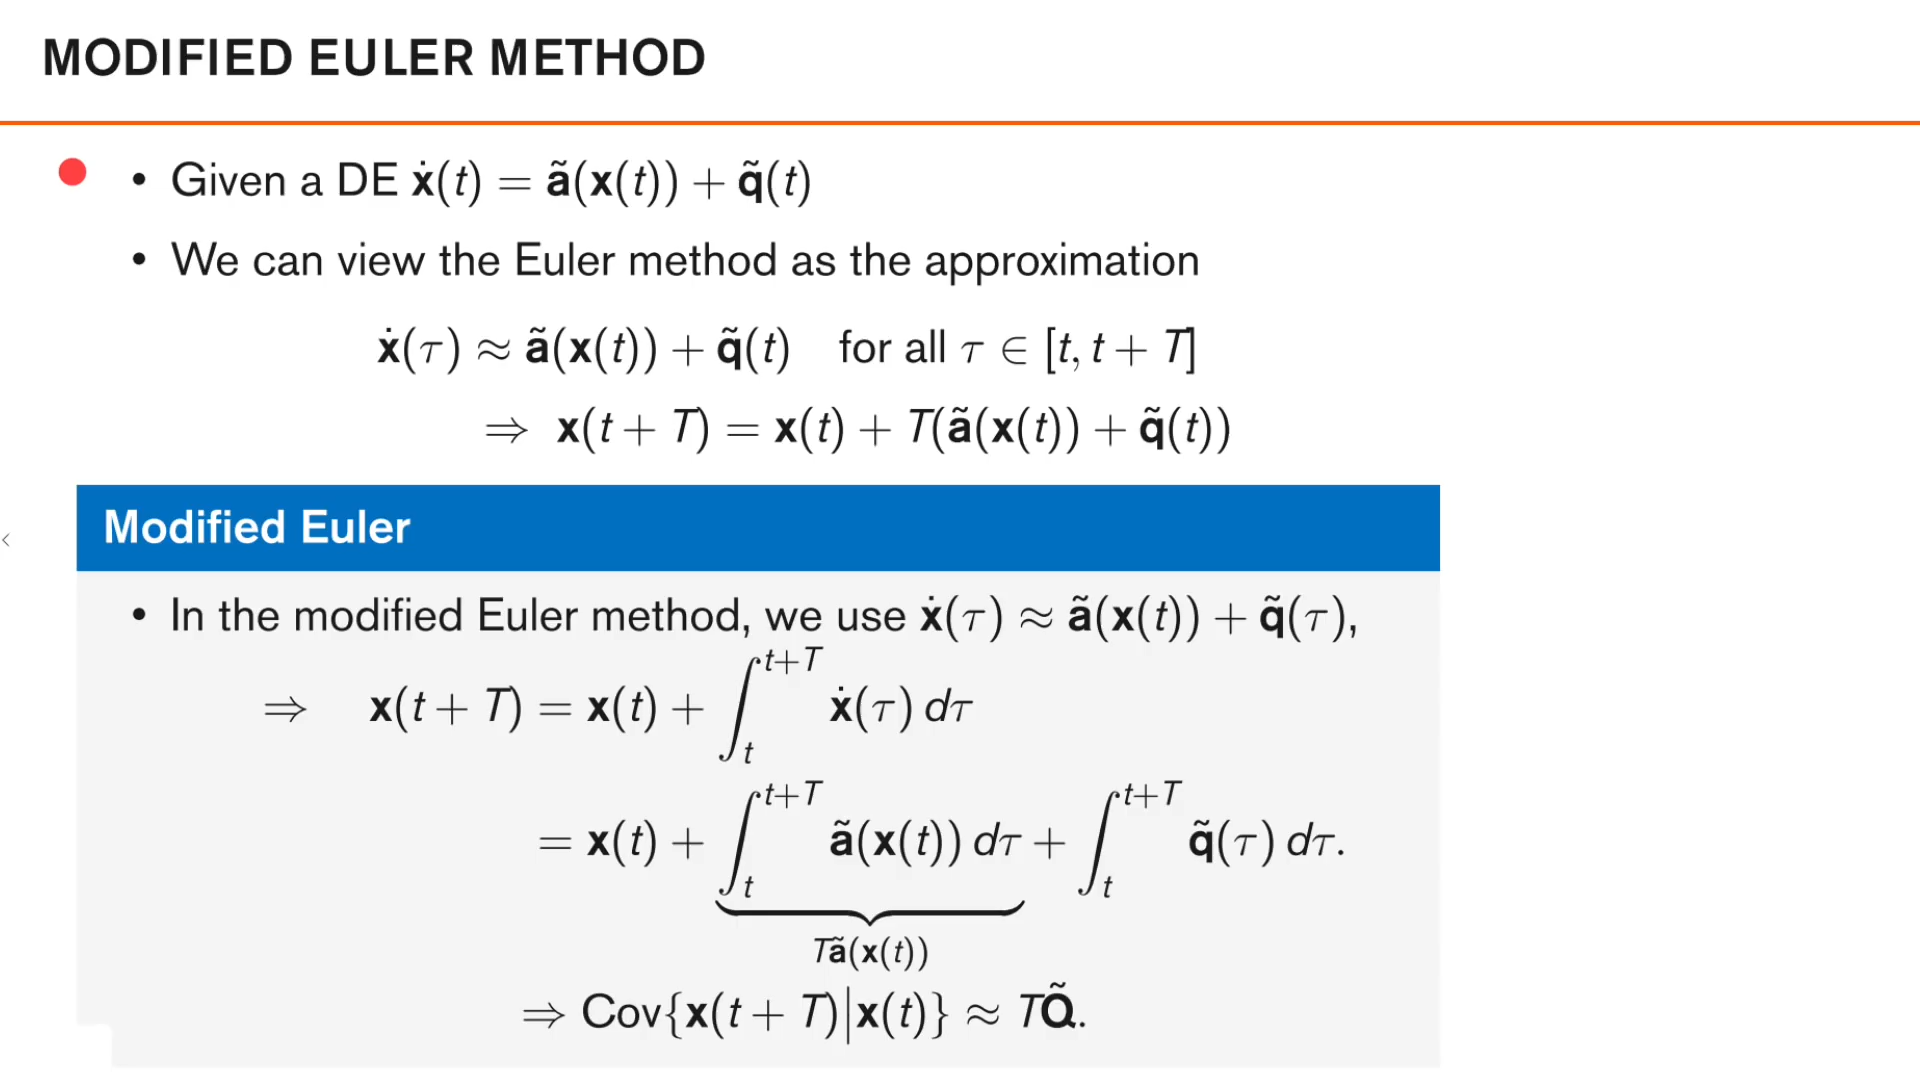 MODIFIED EULER METHOD
• Given a DE ẋ(t) = ã(x(t)) + q̃(t)
• We can view the Euler method as the approximation
ẋ(τ) ≈ ã(x(t)) + q̃(t) for all τ ∈ [t, t + T]
⇒ x(t + T) = x(t) + T(ã(x(t)) + q̃(t))
Modified Euler
• In the modified Euler method, we use ẋ(τ) ≈ ã(x(t)) + q̃(τ),
⇒ x(t + T) = x(t) + ∫_t^{t+T} ẋ(τ) dτ
= x(t) + ∫_t^{t+T} ã(x(t)) dτ + ∫_t^{t+T} q̃(τ) dτ.
Tã(x(t))
⇒ Cov{x(t + T)|x(t)} ≈ TQ̃.